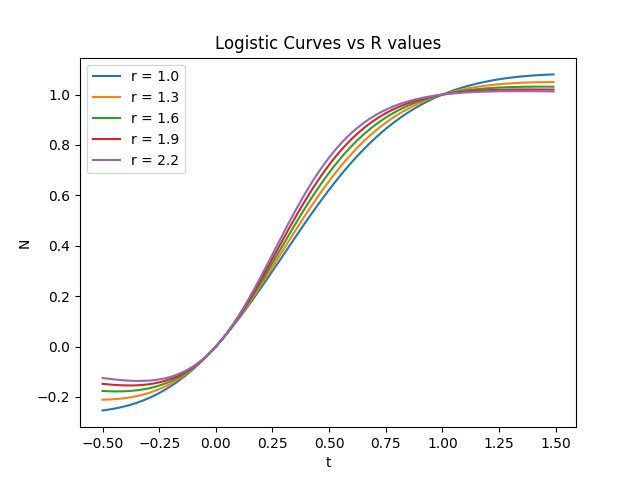 Logistic Curves vs R values
r = 1.0
r = 1.3
r = 1.6
r = 1.9
r = 2.2
1.0
0.8
0.6
0.4
0.2
0.0
−0.2
N
−0.50 −0.25 0.00 0.25 0.50 0.75 1.00 1.25 1.50
t